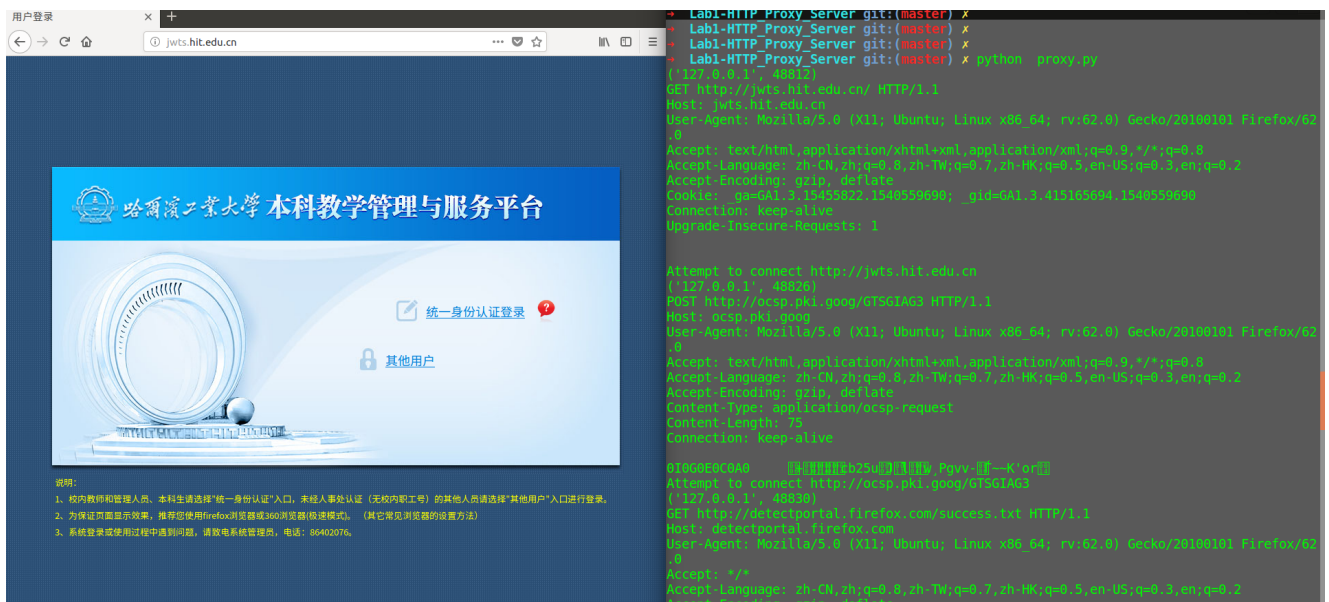 用户登录
jwts.hit.edu.cn
哈爾濱工業大學 本科教学管理与服务平台
统一身份认证登录 ?
其他用户
说明：
1、校内教师和管理人员、本科生请选择"统一身份认证"入口，未经人事处认证（无校内职工号）的其他人员请选择"其他用户"入口进行登录。
2、为保证页面显示效果，推荐您使用firefox浏览器或360浏览器(极速模式)。 （其它常见浏览器的设置方法）
3、系统登录或使用过程中遇到问题，请致电系统管理员，电话：86402076。
→ Lab1-HTTP_Proxy_Server git:(master) ✗
→ Lab1-HTTP_Proxy_Server git:(master) ✗
→ Lab1-HTTP_Proxy_Server git:(master) ✗
→ Lab1-HTTP_Proxy_Server git:(master) ✗ python  proxy.py
('127.0.0.1', 48812)
GET http://jwts.hit.edu.cn/ HTTP/1.1
Host: jwts.hit.edu.cn
User-Agent: Mozilla/5.0 (X11; Ubuntu; Linux x86_64; rv:62.0) Gecko/20100101 Firefox/62
.0
Accept: text/html,application/xhtml+xml,application/xml;q=0.9,*/*;q=0.8
Accept-Language: zh-CN,zh;q=0.8,zh-TW;q=0.7,zh-HK;q=0.5,en-US;q=0.3,en;q=0.2
Accept-Encoding: gzip, deflate
Cookie: _ga=GA1.3.15455822.1540559690; _gid=GA1.3.415165694.1540559690
Connection: keep-alive
Upgrade-Insecure-Requests: 1
Attempt to connect http://jwts.hit.edu.cn
('127.0.0.1', 48826)
POST http://ocsp.pki.goog/GTSGIAG3 HTTP/1.1
Host: ocsp.pki.goog
User-Agent: Mozilla/5.0 (X11; Ubuntu; Linux x86_64; rv:62.0) Gecko/20100101 Firefox/62
.0
Accept: text/html,application/xhtml+xml,application/xml;q=0.9,*/*;q=0.8
Accept-Language: zh-CN,zh;q=0.8,zh-TW;q=0.7,zh-HK;q=0.5,en-US;q=0.3,en;q=0.2
Accept-Encoding: gzip, deflate
Content-Type: application/ocsp-request
Content-Length: 75
Connection: keep-alive
0I0G0E0C0A0
Attempt to connect http://ocsp.pki.goog/GTSGIAG3
('127.0.0.1', 48830)
GET http://detectportal.firefox.com/success.txt HTTP/1.1
Host: detectportal.firefox.com
User-Agent: Mozilla/5.0 (X11; Ubuntu; Linux x86_64; rv:62.0) Gecko/20100101 Firefox/62
.0
Accept: */*
Accept-Language: zh-CN,zh;q=0.8,zh-TW;q=0.7,zh-HK;q=0.5,en-US;q=0.3,en;q=0.2